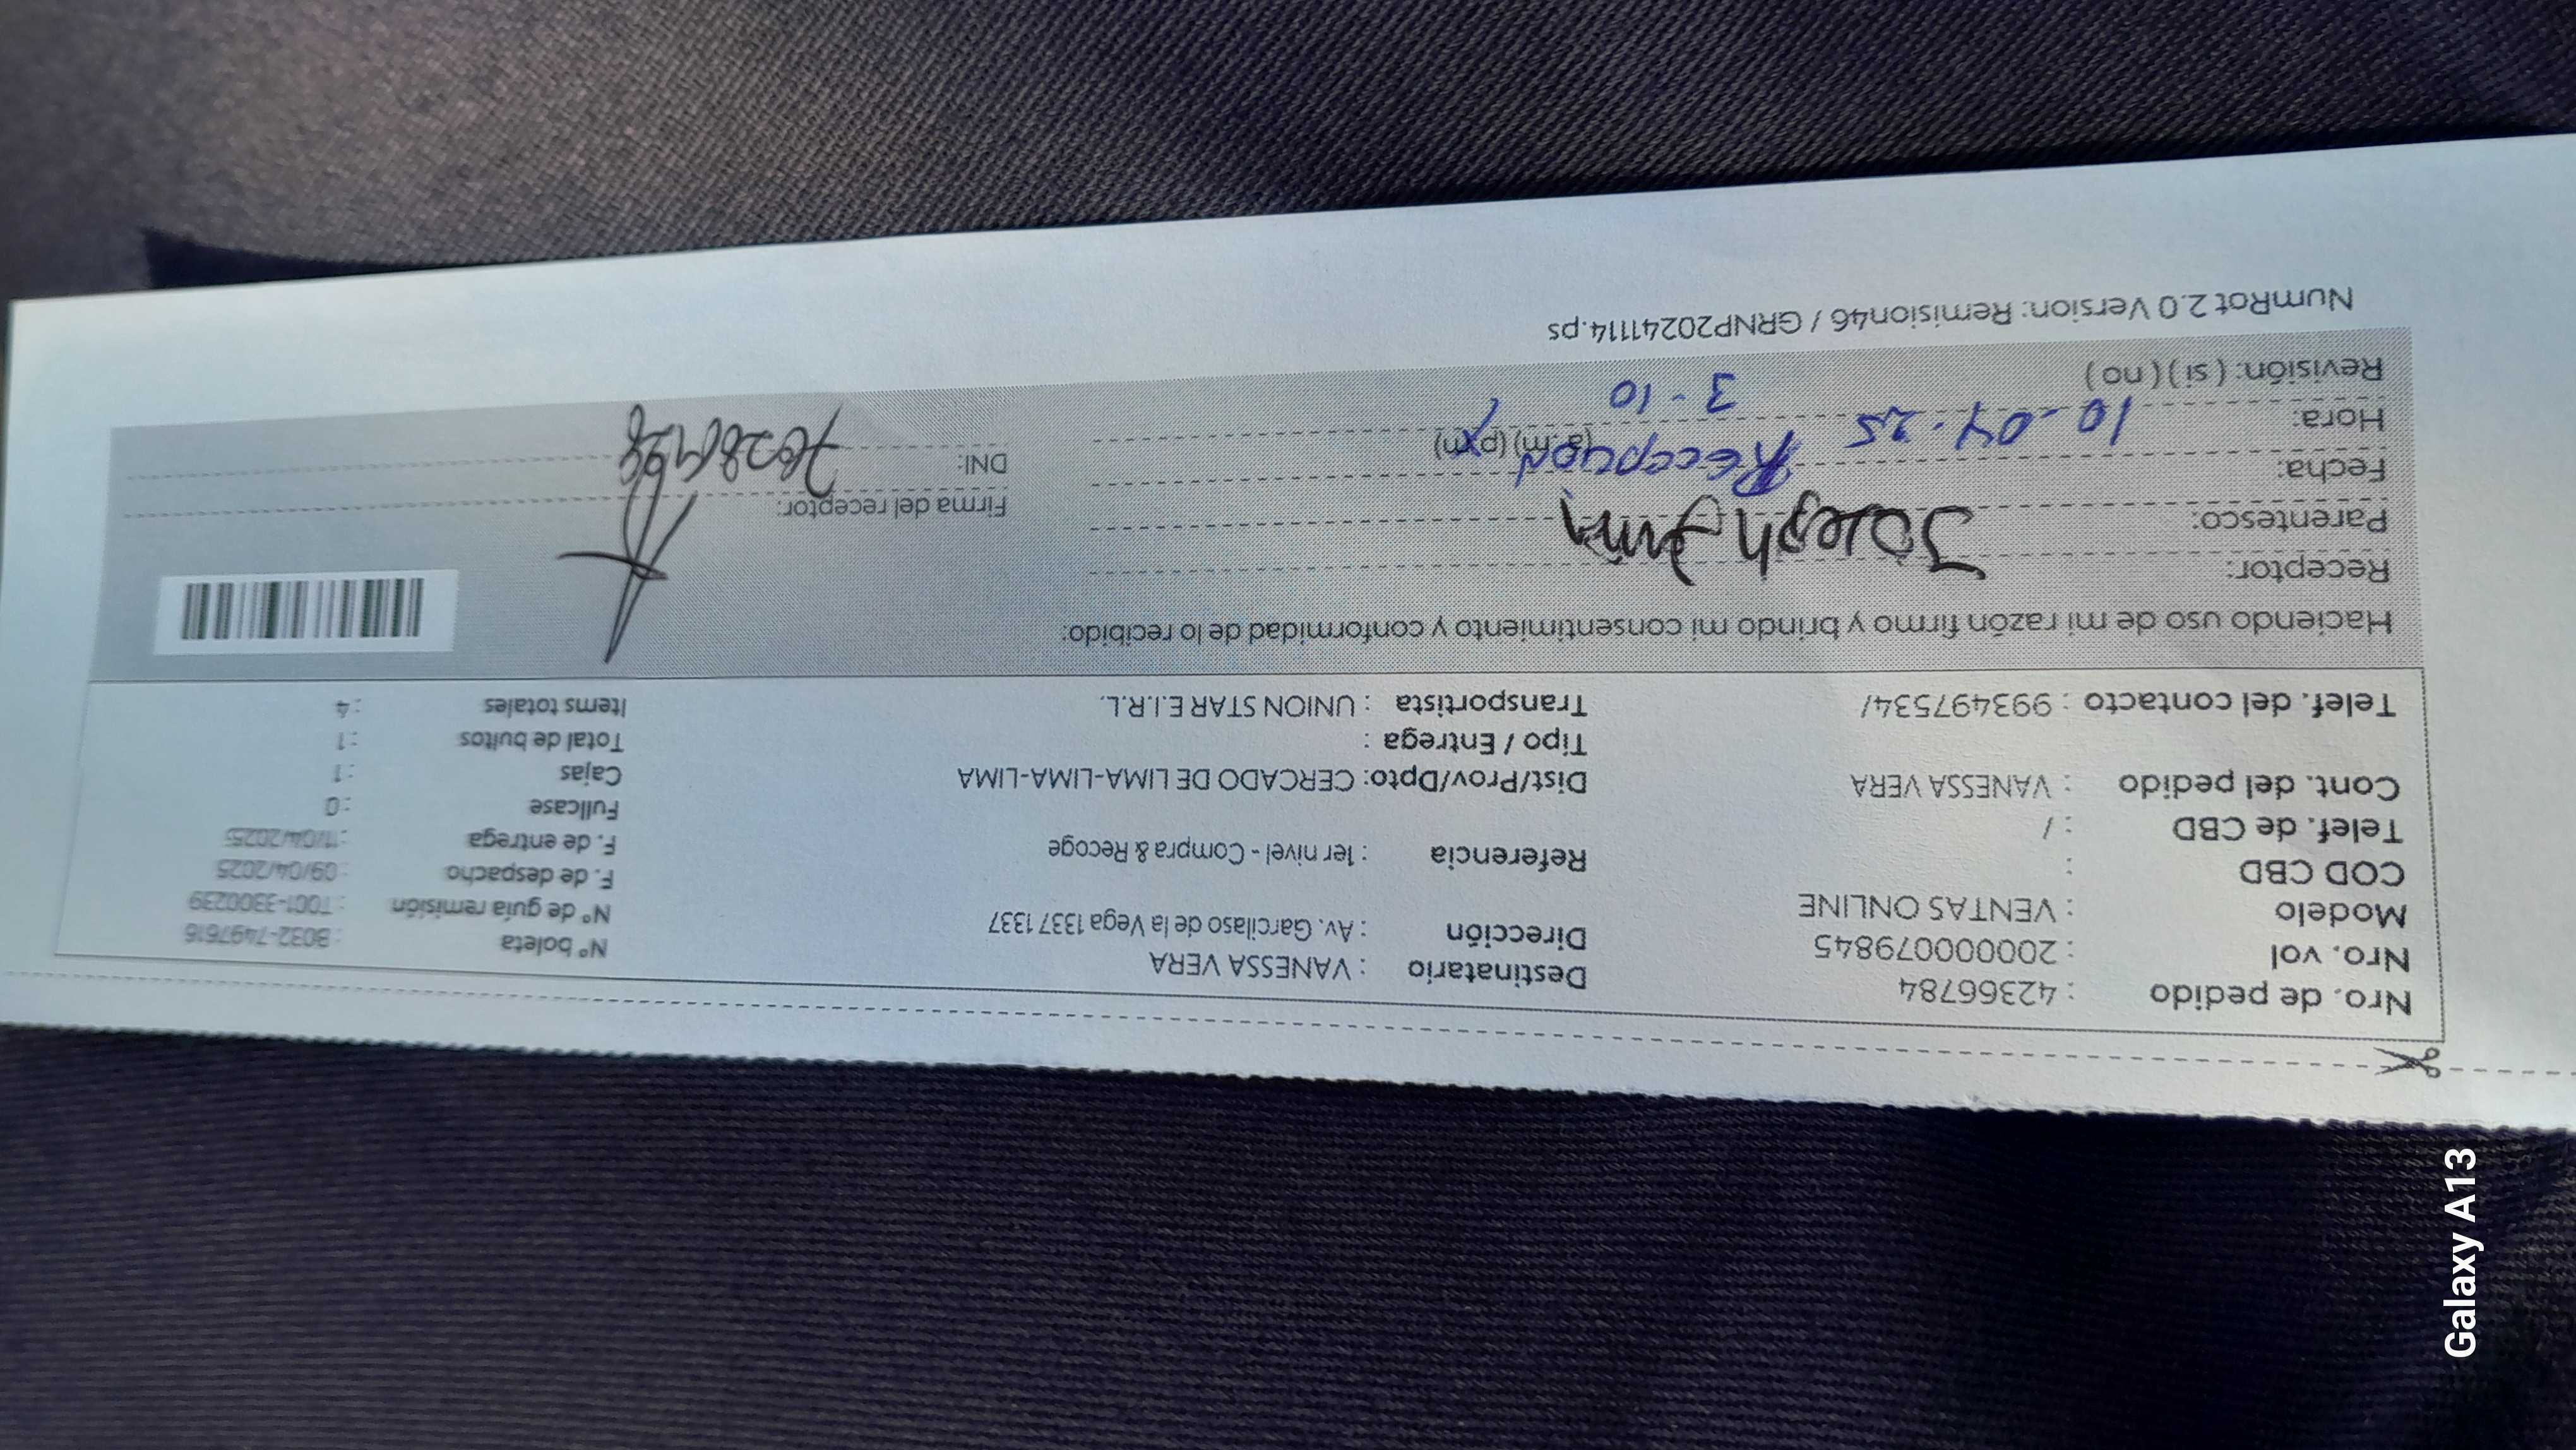 Nro. de pedido : 42366784
Nro. vol : 20000079845
Modelo : VENTAS ONLINE
COD CBD :
Telef. de CBD : /
Cont. del pedido : VANESSA VERA
Telef. del contacto : 993497534/
Destinatario : VANESSA VERA
Dirección : Av. Garcilaso de la Vega 1337 1337
Referencia : 1er nivel - Compra & Recoge
Dist/Prov/Dpto: CERCADO DE LIMA-LIMA-LIMA
Tipo / Entrega :
Transportista : UNION STAR E.I.R.L.
N° boleta : B032-7497616
N° de guía remisión : T001-3300239
F. de despacho : 09/04/2025
F. de entrega : 11/04/2025
Fullcase : 0
Cajas : 1
Total de bultos : 1
Items totales : 4
Haciendo uso de mi razón firmo y brindo mi consentimiento y conformidad de lo recibido:
Receptor: Joseph
Parentesco: Recepcion
Fecha: 10-04-25
Hora: 3-10 (a.m) (p.m)
Revisión: ( si ) ( no )
Firma del receptor:
DNI:
NumRot 2.0 Version: Remision46 / GRNP20241114.ps
Galaxy A13